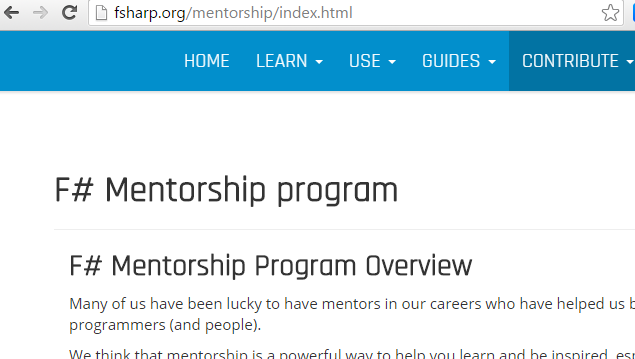 fsharp.org/mentorship/index.html
HOME LEARN USE GUIDES CONTRIBUTE
F# Mentorship program
F# Mentorship Program Overview
Many of us have been lucky to have mentors in our careers who have helped us b
programmers (and people).
We think that mentorship is a powerful way to help you learn and be inspired, esp